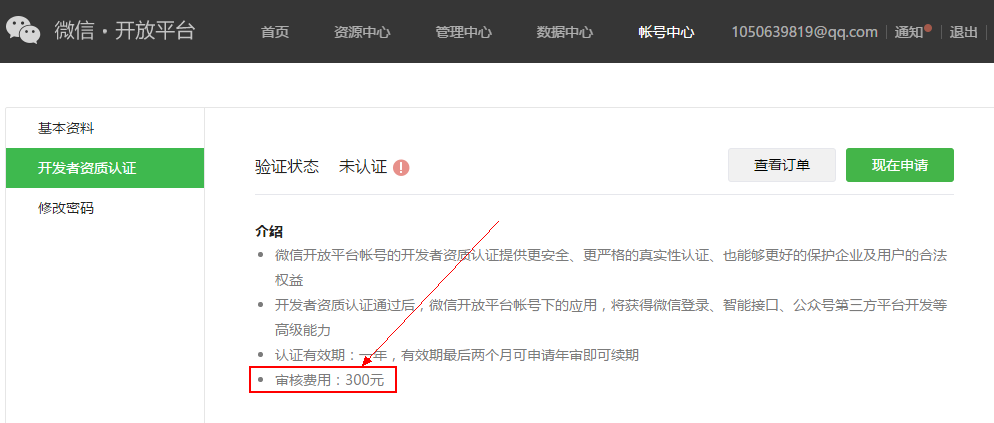 微信·开放平台 首页 资源中心 管理中心 数据中心 帐号中心 1050639819@qq.com 通知 退出
基本资料
开发者资质认证
修改密码
验证状态 未认证 查看订单 现在申请
介绍
微信开放平台帐号的开发者资质认证提供更安全、更严格的真实性认证、也能够更好的保护企业及用户的合法
权益
开发者资质认证通过后，微信开放平台帐号下的应用，将获得微信登录、智能接口、公众号第三方平台开发等
高级能力
认证有效期：一年，有效期最后两个月可申请年审即可续期
审核费用：300元